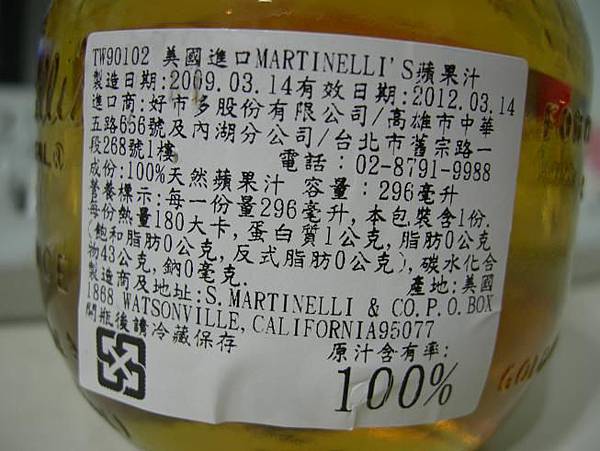 TW90102 美國進口MARTINELLI'S蘋果汁
製造日期:2009.03.14有效日期:2012.03.14
進口商:好市多股份有限公司/高雄市中華
五路656號及內湖分公司/台北市舊宗路一
段268號1樓 電話:02-8791-9988
成份:100%天然蘋果汁 容量:296毫升
營養標示:每一份量296毫升,本包裝含1份.
每份熱量180大卡,蛋白質1公克,脂肪0公克
(飽和脂肪0公克,反式脂肪0公克),碳水化合
物43公克,鈉0毫克. 產地:美國
製造商及地址:S.MARTINELLI & CO.P.O.BOX
1868 WATSONVILLE,CALIFORNIA95077
開瓶後請冷藏保存
原汁含有率:
100%